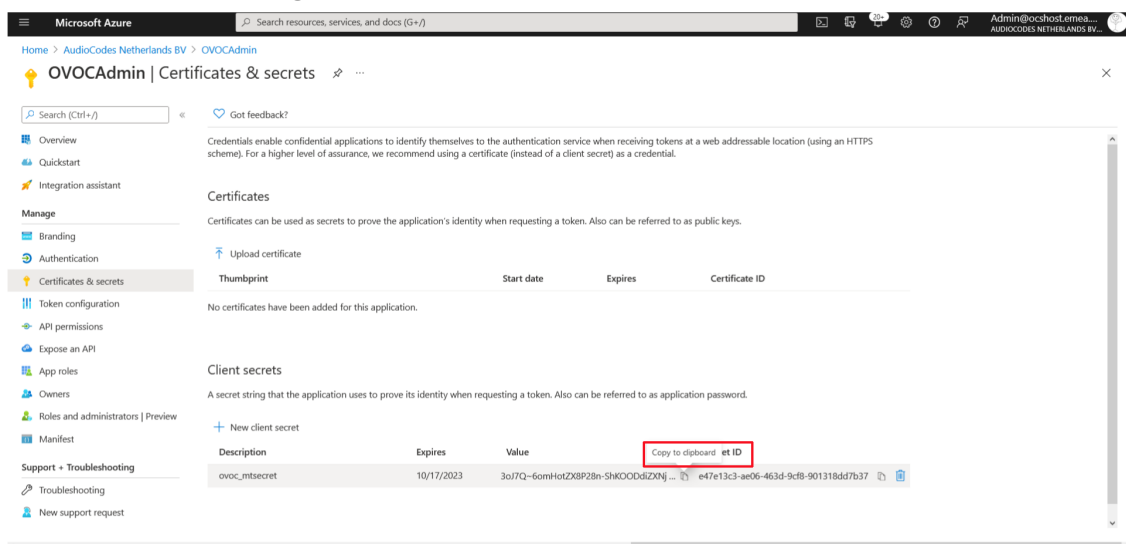 Microsoft Azure
Search resources, services, and docs (G+/)
20+
Admin@ocshost.emea....
AUDIOCODES NETHERLANDS BV...
Home > AudioCodes Netherlands BV > OVOCAdmin
OVOCAdmin | Certificates & secrets ...
Search (Ctrl+/)
«
Got feedback?
Overview
Quickstart
Integration assistant
Manage
Branding
Authentication
Certificates & secrets
Token configuration
API permissions
Expose an API
App roles
Owners
Roles and administrators | Preview
Manifest
Support + Troubleshooting
Troubleshooting
New support request
Credentials enable confidential applications to identify themselves to the authentication service when receiving tokens at a web addressable location (using an HTTPS
scheme). For a higher level of assurance, we recommend using a certificate (instead of a client secret) as a credential.
Certificates
Certificates can be used as secrets to prove the application's identity when requesting a token. Also can be referred to as public keys.
Upload certificate
Thumbprint Start date Expires Certificate ID
No certificates have been added for this application.
Client secrets
A secret string that the application uses to prove its identity when requesting a token. Also can be referred to as application password.
New client secret
Description Expires Value Copy to clipboard et ID
ovoc_mtsecret 10/17/2023 3oJ7Q~6omHotZX8P28n-ShKOODdiZXNj ... e47e13c3-ae06-463d-9cf8-901318dd7b37